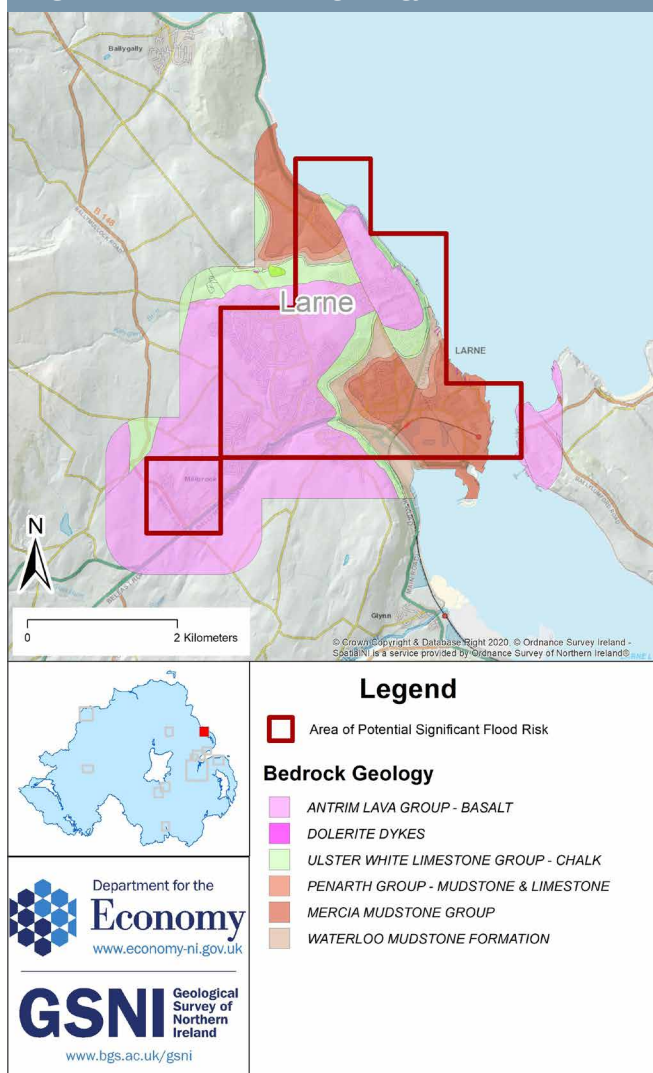 Ballygally
B 148
BALLYMULLOCK ROAD
Larne
LARNE
Millbrook
N
0
2 Kilometers
Glynn
© Crown Copyright & Database Right 2020. © Ordnance Survey Ireland -
SpatialNI is a service provided by Ordnance Survey of Northern Ireland®
Legend
Area of Potential Significant Flood Risk
Bedrock Geology
ANTRIM LAVA GROUP - BASALT
DOLERITE DYKES
ULSTER WHITE LIMESTONE GROUP - CHALK
PENARTH GROUP - MUDSTONE & LIMESTONE
MERCIA MUDSTONE GROUP
WATERLOO MUDSTONE FORMATION
Department for the
Economy
www.economy-ni.gov.uk
GSNI
Geological
Survey of
Northern
Ireland
www.bgs.ac.uk/gsni